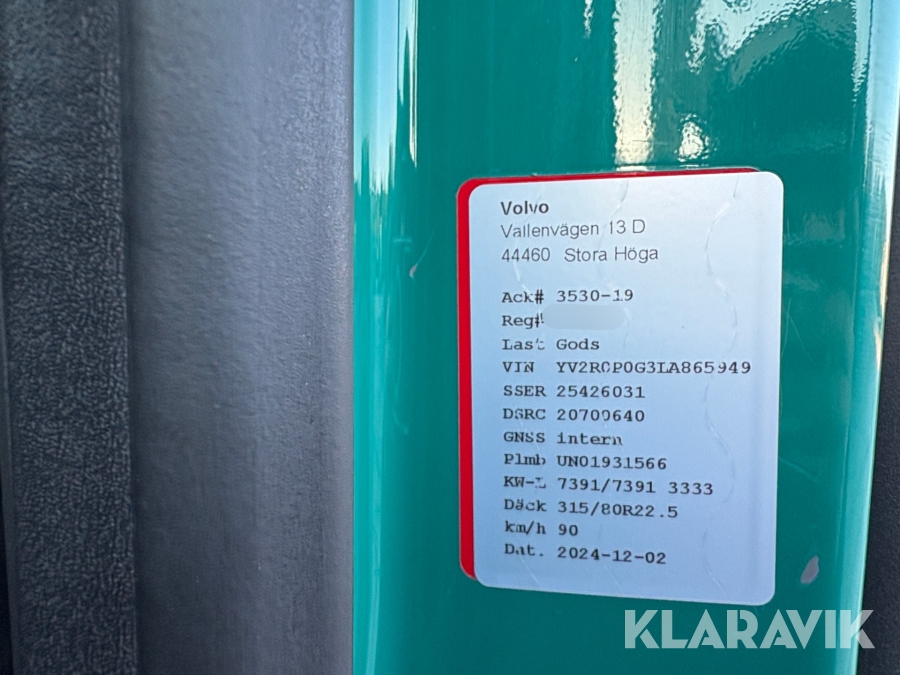 Volvo
Vallenvägen 13 D
44460 Stora Höga
Ack# 3530-19
Reg#
Last Gods
VIN YV2R0P0G3LA865949
SSER 25426031
DSRC 20700640
GNSS intern
Plmb UN01931566
KW-L 7391/7391 3333
Däck 315/80R22.5
km/h 90
Dat. 2024-12-02
KLARAVIK